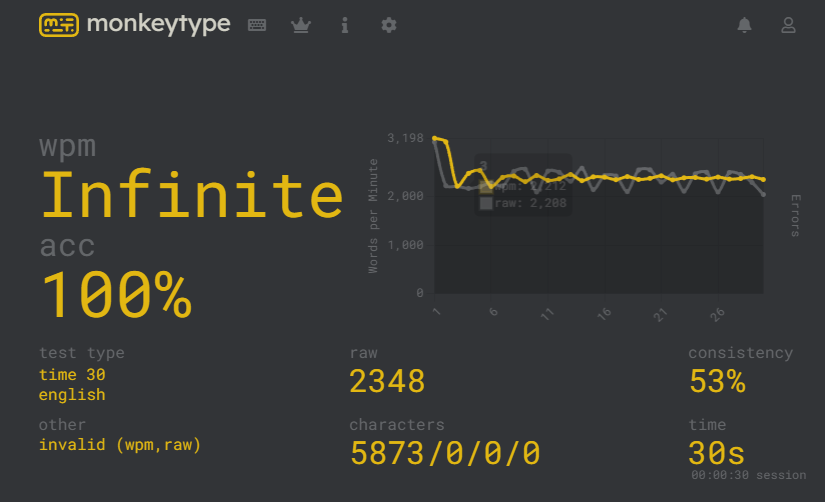 monkeytype
wpm
Infinite
acc
100%
3,198
2,000
1,000
0
Words per Minute
3
wpm: 2,212
raw: 2,208
Errors
1
6
11
16
21
26
test type
time 30
english
other
invalid (wpm,raw)
raw
2348
characters
5873/0/0/0
consistency
53%
time
30s
00:00:30 session